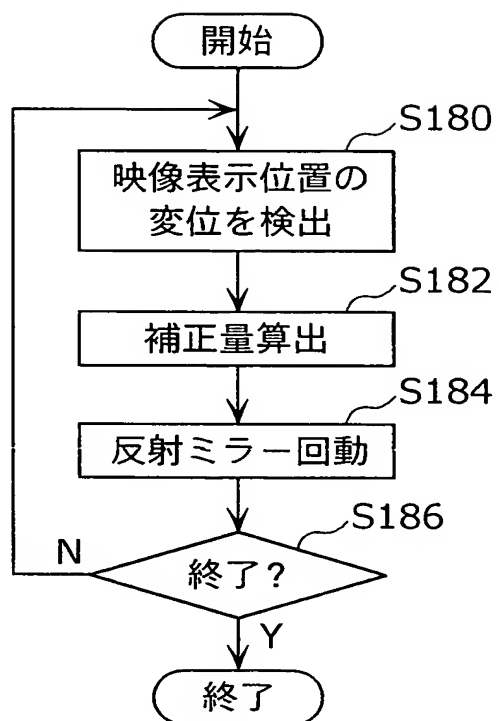 開始
S180
映像表示位置の
変位を検出
S182
補正量算出
S184
反射ミラー回動
S186
終了?
N
Y
終了